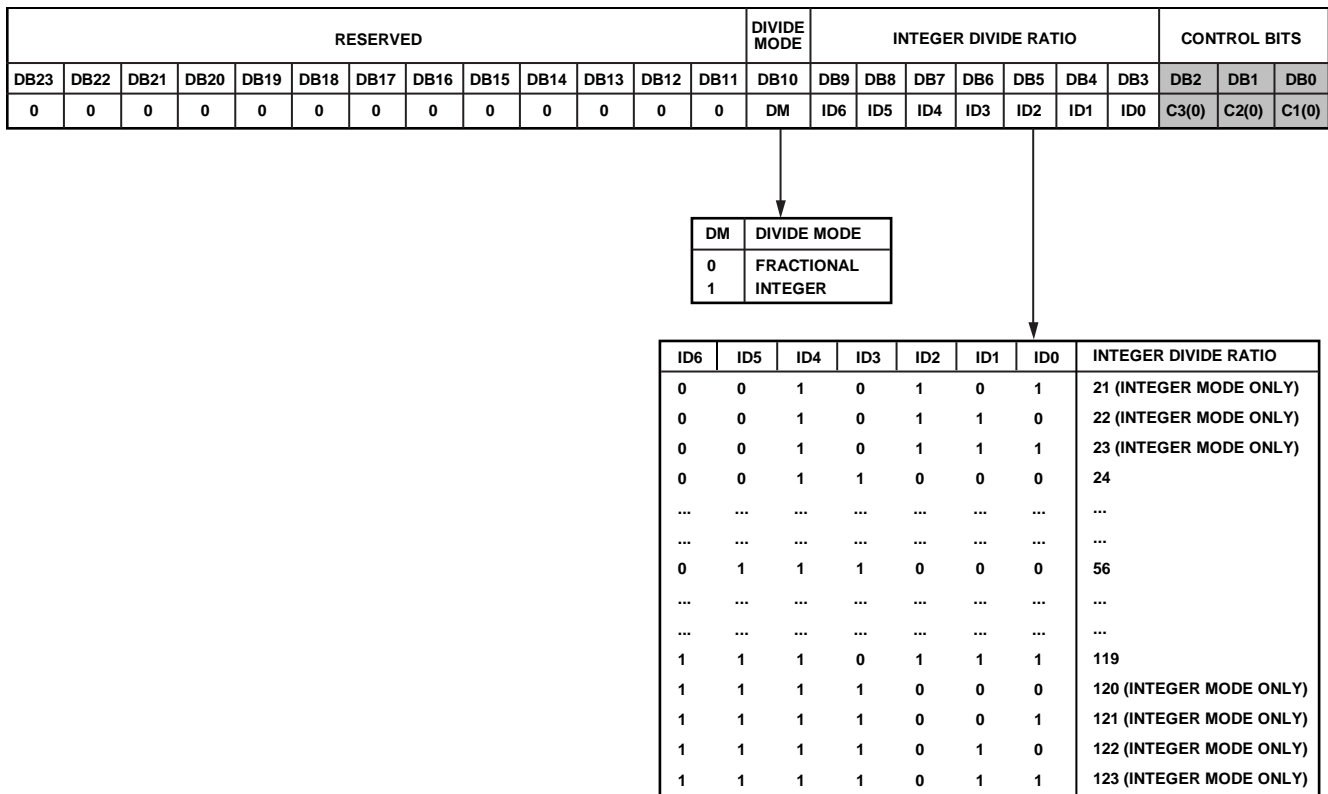 RESERVED DIVIDE MODE INTEGER DIVIDE RATIO CONTROL BITS
DB23 DB22 DB21 DB20 DB19 DB18 DB17 DB16 DB15 DB14 DB13 DB12 DB11 DB10 DB9 DB8 DB7 DB6 DB5 DB4 DB3 DB2 DB1 DB0
0 0 0 0 0 0 0 0 0 0 0 0 0 DM ID6 ID5 ID4 ID3 ID2 ID1 ID0 C3(0) C2(0) C1(0)
DM DIVIDE MODE
0 FRACTIONAL
1 INTEGER
ID6 ID5 ID4 ID3 ID2 ID1 ID0 INTEGER DIVIDE RATIO
0 0 1 0 1 0 1 21 (INTEGER MODE ONLY)
0 0 1 0 1 1 0 22 (INTEGER MODE ONLY)
0 0 1 0 1 1 1 23 (INTEGER MODE ONLY)
0 0 1 1 0 0 0 24
... ... ... ... ... ... ... ...
... ... ... ... ... ... ... ...
0 1 1 1 0 0 0 56
... ... ... ... ... ... ... ...
... ... ... ... ... ... ... ...
1 1 1 0 1 1 1 119
1 1 1 1 0 0 0 120 (INTEGER MODE ONLY)
1 1 1 1 0 0 1 121 (INTEGER MODE ONLY)
1 1 1 1 0 1 0 122 (INTEGER MODE ONLY)
1 1 1 1 0 1 1 123 (INTEGER MODE ONLY)